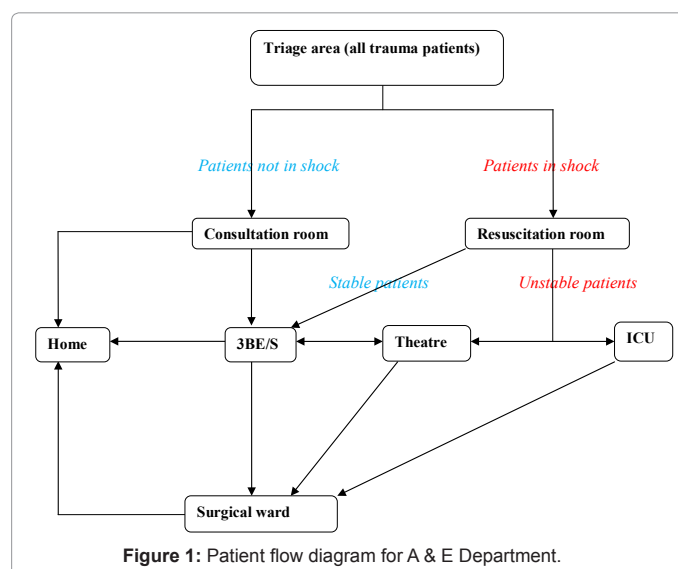 Triage area (all trauma patients)
Patients not in shock
Patients in shock
Consultation room
Resuscitation room
Stable patients
Unstable patients
Home
3BE/S
Theatre
ICU
Surgical ward
Figure 1: Patient flow diagram for A & E Department.